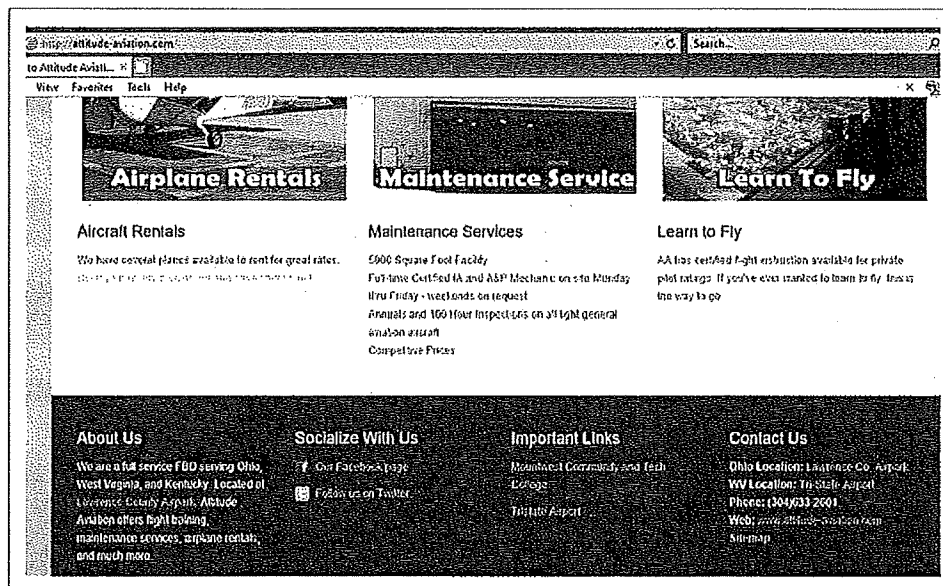 http://attitude-aviation.com
Search...
to Attitude Aviati...
View Favorites Tools Help
Airplane Rentals
Maintenance Service
Learn To Fly
Aircraft Rentals
We have several planes available to rent for great rates.
Maintenance Services
5000 Square Foot Facility
Full-time Certified IA and A&P Mechanic on site Monday
thru Friday - weekends on request
Annuals and 100 Hour Inspections on all light general
aviation aircraft
Competitive Prices
Learn to Fly
AA has certified flight instruction available for private
pilot ratings. If you've ever wanted to learn to fly, this is
the way to go
About Us
We are a full service FBO serving Ohio,
West Virginia, and Kentucky. Located at
Lawrence County Airpark, Attitude
Aviation offers flight training,
maintenance services, airplane rentals,
and much more.
Socialize With Us
Our Facebook page
Follow us on Twitter
Important Links
Mountwest Community and Tech
College
Tristate Airport
Contact Us
Ohio Location: Lawrence Co. Airpark
WV Location: Tri-State Airport
Phone: (304)633-2601
Web: www.attitude-aviation.com
Sitemap